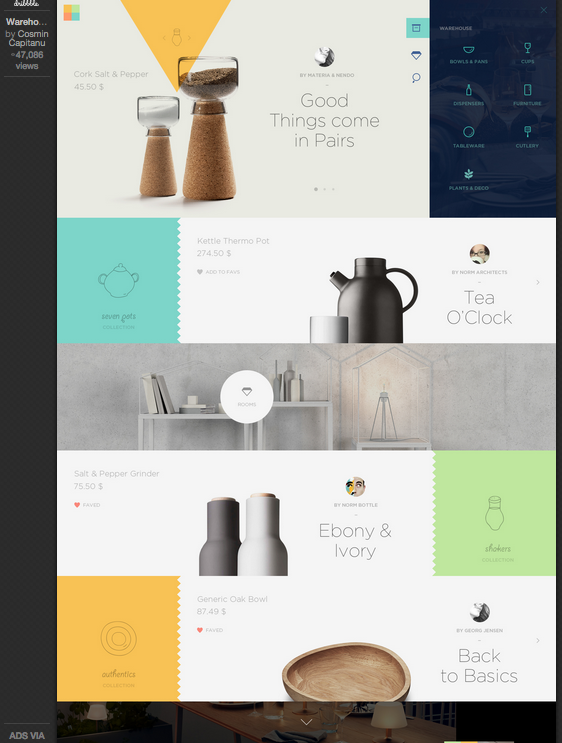 dribbble
Wareho...
by Cosmin
Capitanu
~47,086
views
Cork Salt & Pepper
45.50 $
BY MATERIA & RENDO
Good
Things come
in Pairs
WAREHOUSE
BOWLS & PANS
CUPS
DISPENSERS
FURNITURE
TABLEWARE
CUTLERY
PLANTS & DECO
seven pots
COLLECTION
Kettle Thermo Pot
274.50 $
ADD TO FAVS
BY NORM ARCHITECTS
Tea
O'Clock
ROOMS
Salt & Pepper Grinder
75.50 $
FAVED
BY NORM BOTTLE
Ebony &
Ivory
shakers
COLLECTION
authentics
COLLECTION
Generic Oak Bowl
87.49 $
FAVED
BY GEORG JENSEN
Back
to Basics
ADS VIA